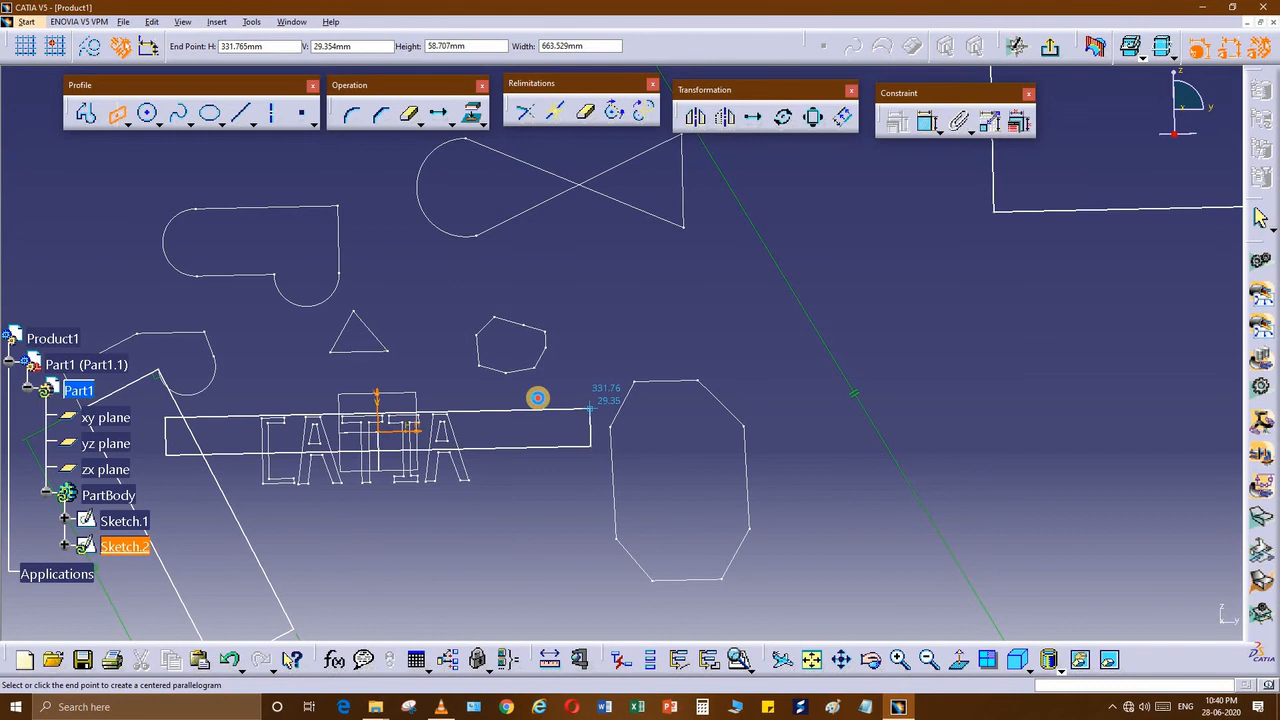 CATIA V5 - [Product1]
Start ENOVIA V5 VPM File Edit View Insert Tools Window Help
End Point: H: 331.765mm V: 29.354mm Height: 58.707mm Width: 663.529mm
Profile x
Operation x
Relimitations x
Transformation x
Constraint x
z
y
x
331.76
29.35
Product1
Part1 (Part1.1)
Part1
xy plane
yz plane
zx plane
PartBody
Sketch.1
Sketch.2
Applications
CATIA
V
z
y
f(x)
DS
CATIA
Select or click the end point to create a centered parallelogram
Search
ENG
10:40 PM
28-06-2020